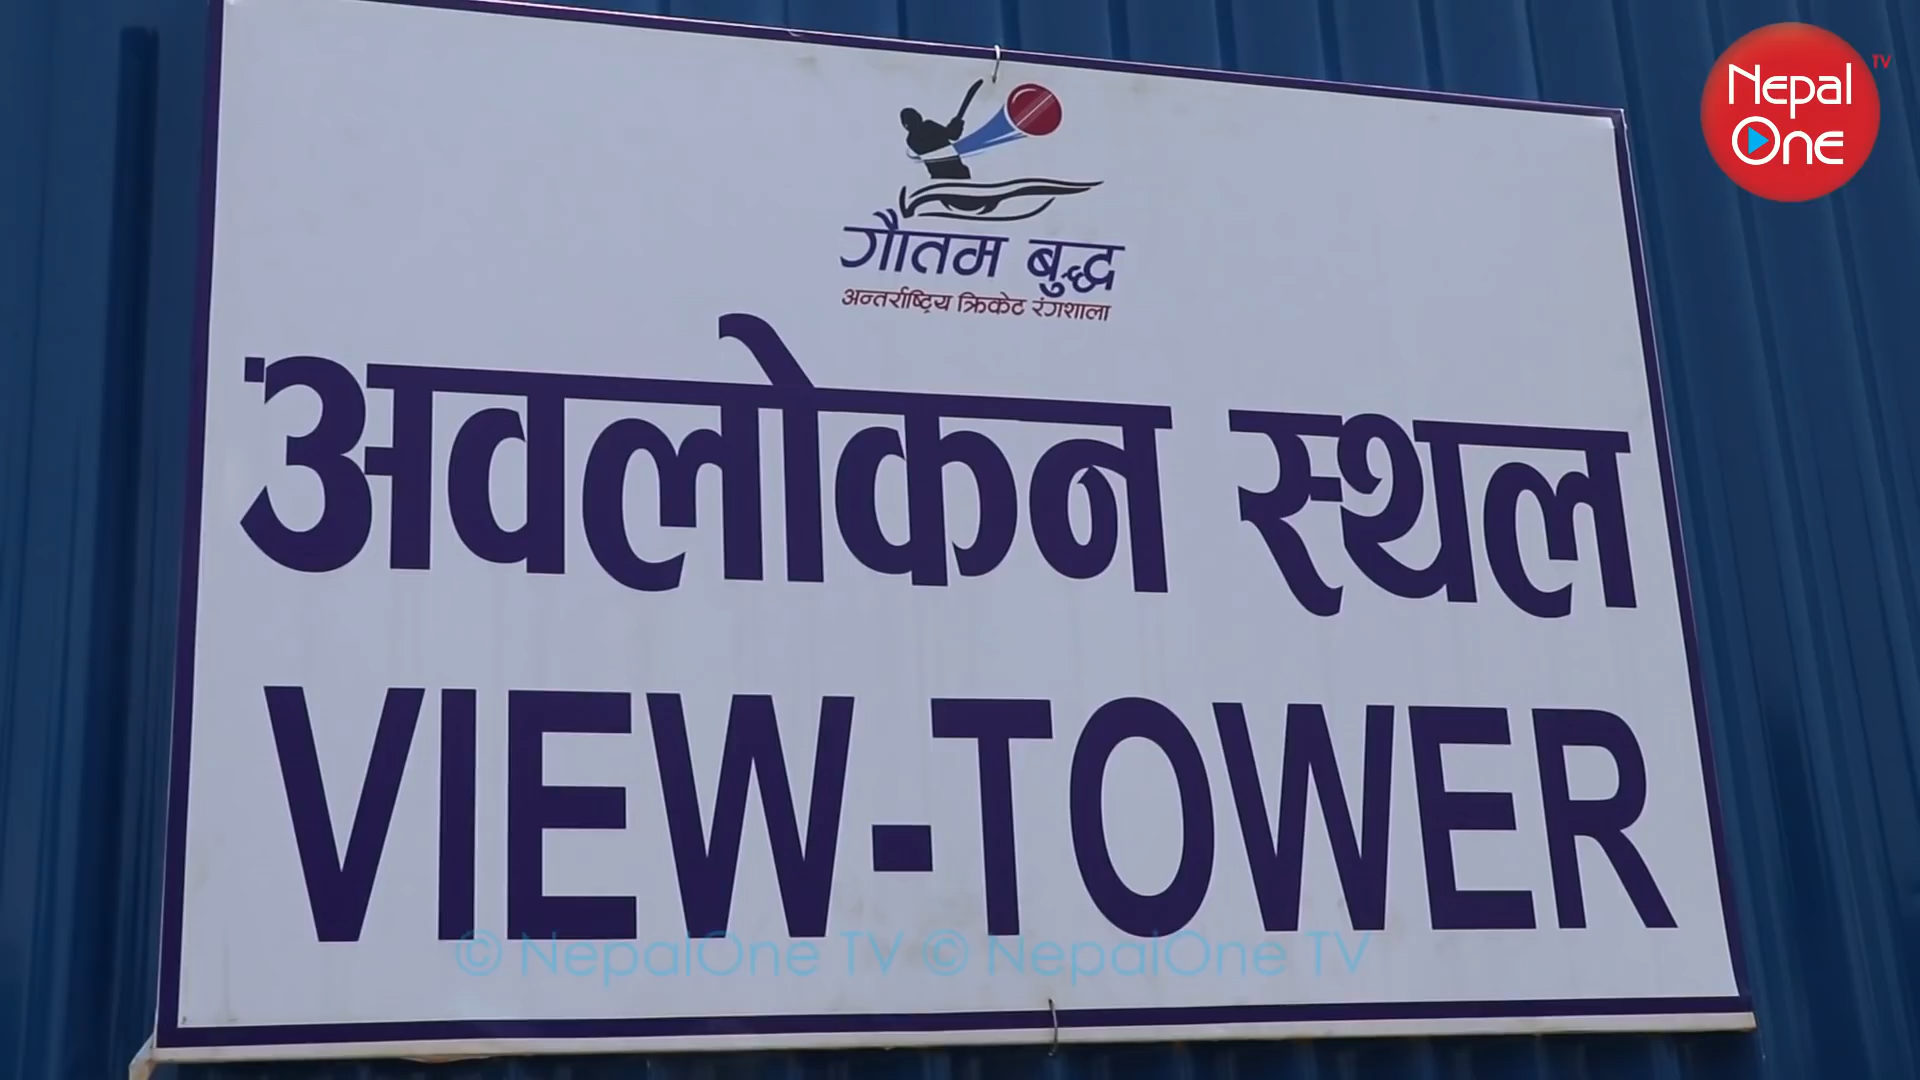 Nepal TV
One
गौतम बुद्ध
अन्तर्राष्ट्रिय क्रिकेट रंगशाला
अवलोकन स्थल
VIEW-TOWER
© NepalOne TV © NepalOne TV